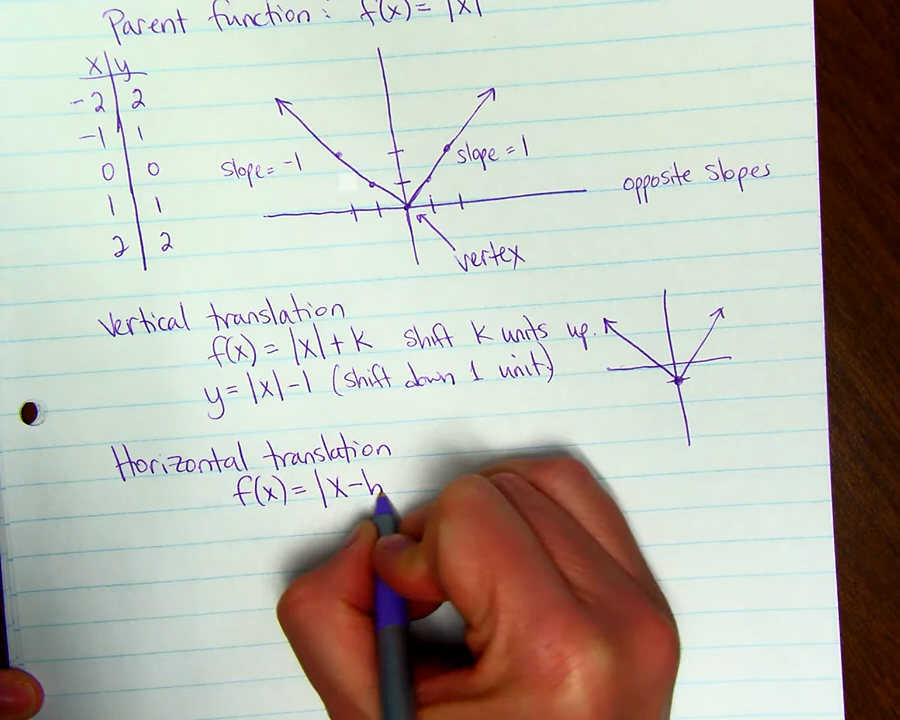 Parent function: f(x) = |x|
x y
-2 2
-1 1
0 0
1 1
2 2
slope = -1
slope = 1
opposite slopes
vertex
Vertical translation
f(x) = |x| + k shift k units up.
y = |x| - 1 (shift down 1 unit)
Horizontal translation
f(x) = |x-h